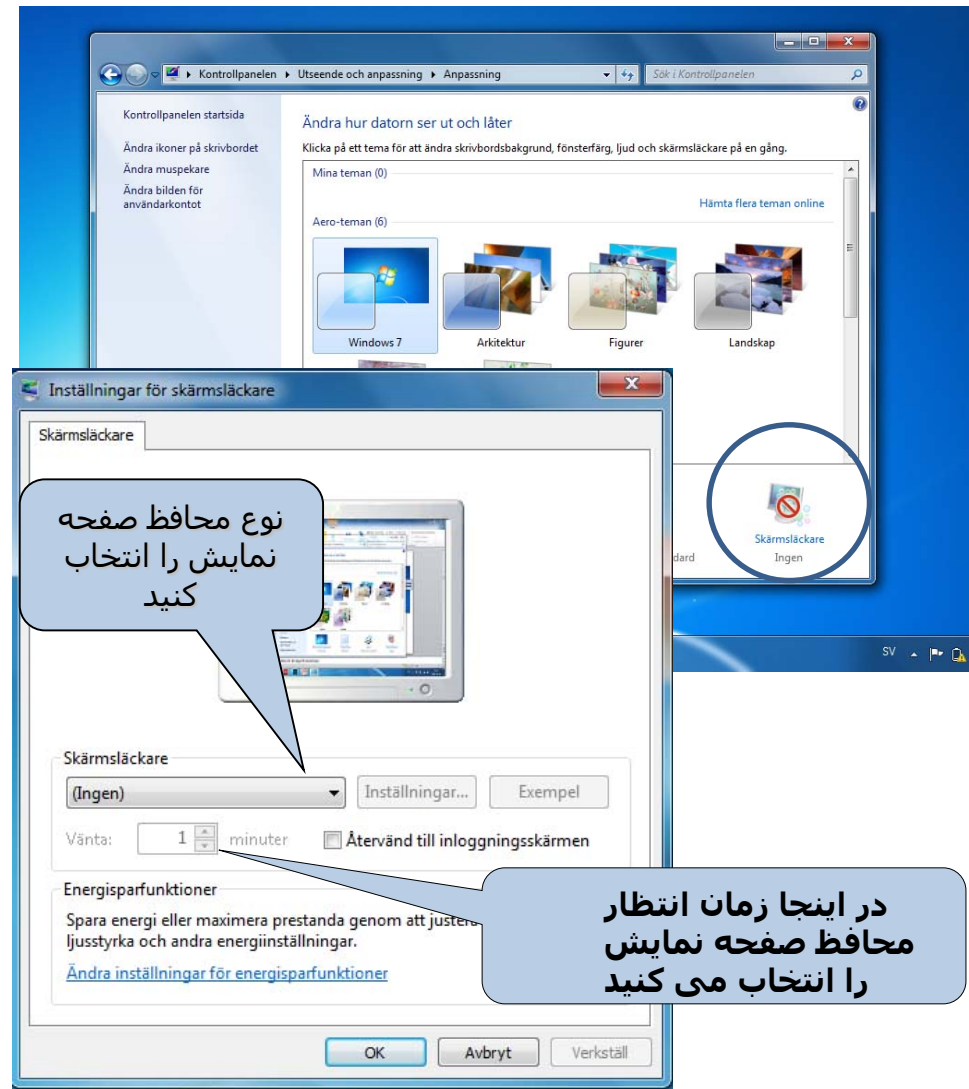 Kontrollpanelen ▸ Utseende och anpassning ▸ Anpassning
Sök i Kontrollpanelen
Kontrollpanelen startsida
Ändra ikoner på skrivbordet
Ändra muspekare
Ändra bilden för
användarkontot
Ändra hur datorn ser ut och låter
Klicka på ett tema för att ändra skrivbordsbakgrund, fönsterfärg, ljud och skärmsläckare på en gång.
Mina teman (0)
Hämta flera teman online
Aero-teman (6)
Windows 7
Arkitektur
Figurer
Landskap
dard
Skärmsläckare
Ingen
SV
Inställningar för skärmsläckare
Skärmsläckare
نوع محافظ صفحه
نمایش را انتخاب
کنید
Skärmsläckare
(Ingen)
Inställningar...
Exempel
Vänta: 1 minuter
Återvänd till inloggningsskärmen
Energisparfunktioner
Spara energi eller maximera prestanda genom att justera
ljusstyrka och andra energiinställningar.
Ändra inställningar för energisparfunktioner
در اینجا زمان انتظار
محافظ صفحه نمایش
را انتخاب می کنید
OK
Avbryt
Verkställ